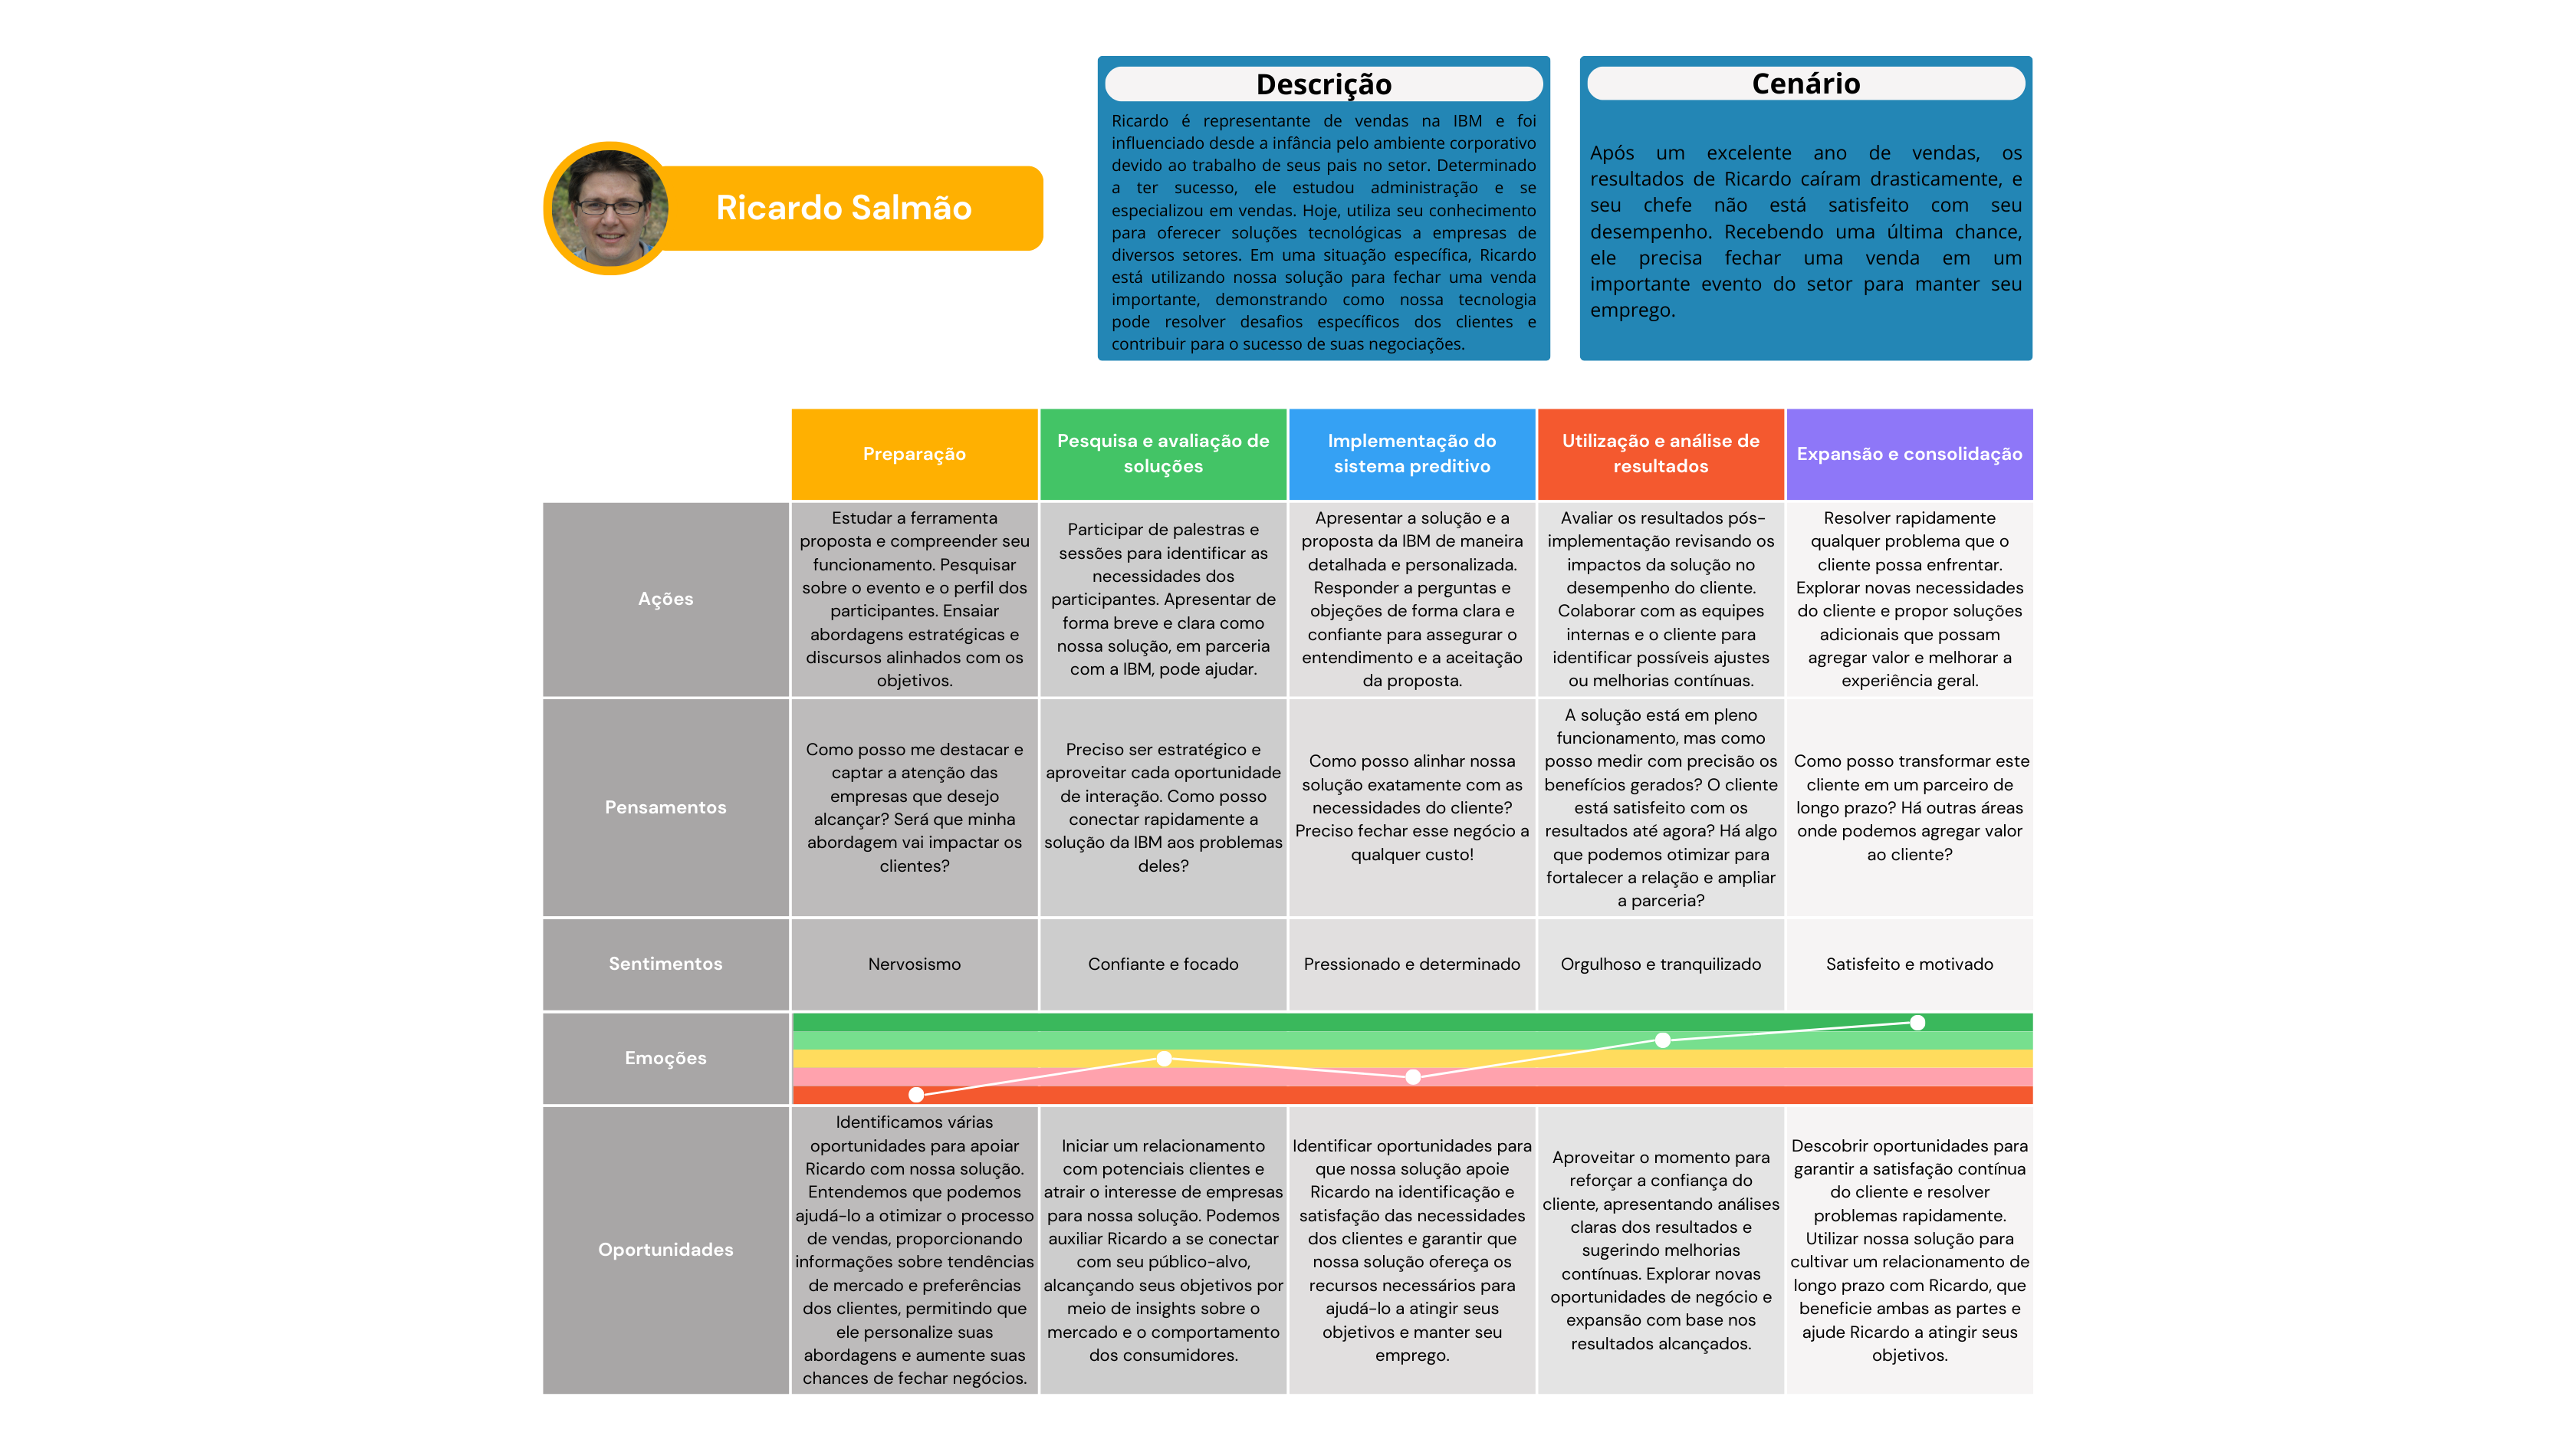 Ricardo Salmão
Descrição
Ricardo é representante de vendas na IBM e foi
influenciado desde a infância pelo ambiente corporativo
devido ao trabalho de seus pais no setor. Determinado
a ter sucesso, ele estudou administração e se
especializou em vendas. Hoje, utiliza seu conhecimento
para oferecer soluções tecnológicas a empresas de
diversos setores. Em uma situação específica, Ricardo
está utilizando nossa solução para fechar uma venda
importante, demonstrando como nossa tecnologia
pode resolver desafios específicos dos clientes e
contribuir para o sucesso de suas negociações.
Cenário
Após um excelente ano de vendas, os
resultados de Ricardo caíram drasticamente, e
seu chefe não está satisfeito com seu
desempenho. Recebendo uma última chance,
ele precisa fechar uma venda em um
importante evento do setor para manter seu
emprego.
Preparação
Pesquisa e avaliação de
soluções
Implementação do
sistema preditivo
Utilização e análise de
resultados
Expansão e consolidação
Ações
Estudar a ferramenta
proposta e compreender seu
funcionamento. Pesquisar
sobre o evento e o perfil dos
participantes. Ensaiar
abordagens estratégicas e
discursos alinhados com os
objetivos.
Participar de palestras e
sessões para identificar as
necessidades dos
participantes. Apresentar de
forma breve e clara como
nossa solução, em parceria
com a IBM, pode ajudar.
Apresentar a solução e a
proposta da IBM de maneira
detalhada e personalizada.
Responder a perguntas e
objeções de forma clara e
confiante para assegurar o
entendimento e a aceitação
da proposta.
Avaliar os resultados pós-
implementação revisando os
impactos da solução no
desempenho do cliente.
Colaborar com as equipes
internas e o cliente para
identificar possíveis ajustes
ou melhorias contínuas.
Resolver rapidamente
qualquer problema que o
cliente possa enfrentar.
Explorar novas necessidades
do cliente e propor soluções
adicionais que possam
agregar valor e melhorar a
experiência geral.
Pensamentos
Como posso me destacar e
captar a atenção das
empresas que desejo
alcançar? Será que minha
abordagem vai impactar os
clientes?
Preciso ser estratégico e
aproveitar cada oportunidade
de interação. Como posso
conectar rapidamente a
solução da IBM aos problemas
deles?
Como posso alinhar nossa
solução exatamente com as
necessidades do cliente?
Preciso fechar esse negócio a
qualquer custo!
A solução está em pleno
funcionamento, mas como
posso medir com precisão os
benefícios gerados? O cliente
está satisfeito com os
resultados até agora? Há algo
que podemos otimizar para
fortalecer a relação e ampliar
a parceria?
Como posso transformar este
cliente em um parceiro de
longo prazo? Há outras áreas
onde podemos agregar valor
ao cliente?
Sentimentos
Nervosismo
Confiante e focado
Pressionado e determinado
Orgulhoso e tranquilizado
Satisfeito e motivado
Emoções
Oportunidades
Identificamos várias
oportunidades para apoiar
Ricardo com nossa solução.
Entendemos que podemos
ajudá-lo a otimizar o processo
de vendas, proporcionando
informações sobre tendências
de mercado e preferências
dos clientes, permitindo que
ele personalize suas
abordagens e aumente suas
chances de fechar negócios.
Iniciar um relacionamento
com potenciais clientes e
atrair o interesse de empresas
para nossa solução. Podemos
auxiliar Ricardo a se conectar
com seu público-alvo,
alcançando seus objetivos por
meio de insights sobre o
mercado e o comportamento
dos consumidores.
Identificar oportunidades para
que nossa solução apoie
Ricardo na identificação e
satisfação das necessidades
dos clientes e garantir que
nossa solução ofereça os
recursos necessários para
ajudá-lo a atingir seus
objetivos e manter seu
emprego.
Aproveitar o momento para
reforçar a confiança do
cliente, apresentando análises
claras dos resultados e
sugerindo melhorias
contínuas. Explorar novas
oportunidades de negócio e
expansão com base nos
resultados alcançados.
Descobrir oportunidades para
garantir a satisfação contínua
do cliente e resolver
problemas rapidamente.
Utilizar nossa solução para
cultivar um relacionamento de
longo prazo com Ricardo, que
beneficie ambas as partes e
ajude Ricardo a atingir seus
objetivos.